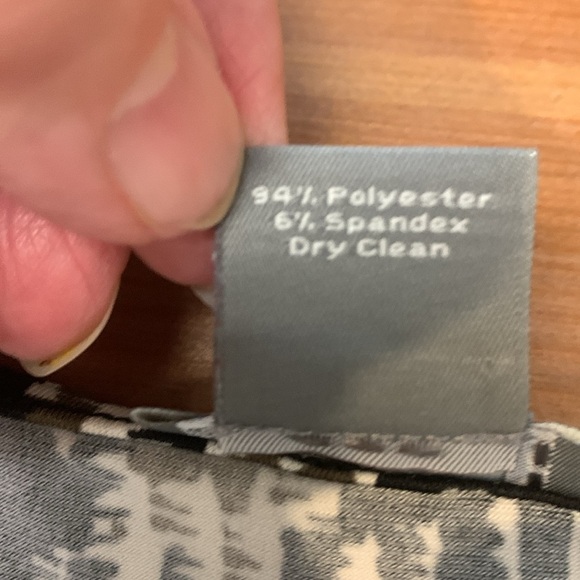 94% Polyester
6% Spandex
Dry Clean